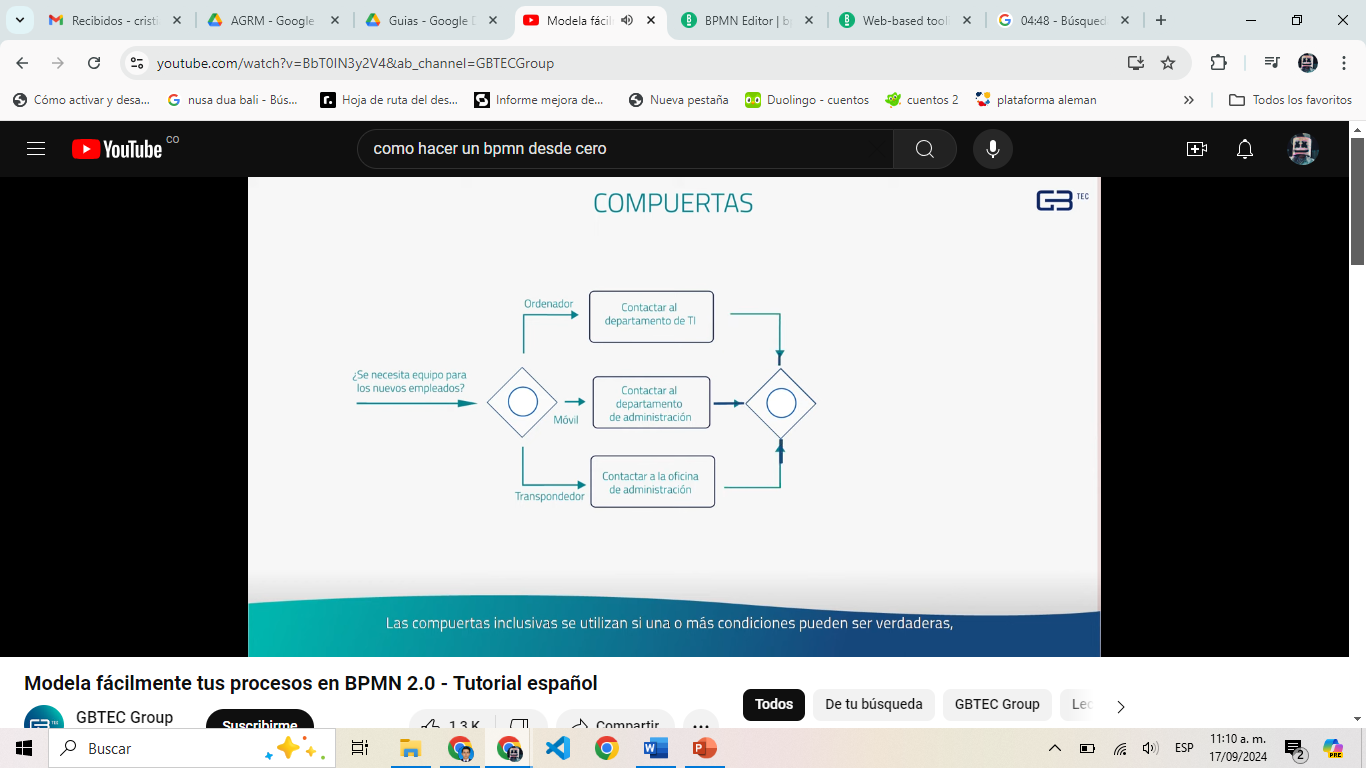 Recibidos - cristi
AGRM - Google
Guias - Google D
Modela fácil
BPMN Editor | bp
Web-based tool
04:48 - Búsqued
youtube.com/watch?v=BbT0IN3y2V4&ab_channel=GBTECGroup
Cómo activar y desa...
nusa dua bali - Bús...
Hoja de ruta del des...
Informe mejora de...
Nueva pestaña
Duolingo - cuentos
cuentos 2
plataforma aleman
Todos los favoritos
YouTube CO
como hacer un bpmn desde cero
COMPUERTAS
GB TEC
Ordenador
Contactar al
departamento de TI
¿Se necesita equipo para
los nuevos empleados?
Móvil
Contactar al
departamento
de administración
Transpondedor
Contactar a la oficina
de administración
Las compuertas inclusivas se utilizan si una o más condiciones pueden ser verdaderas,
Modela fácilmente tus procesos en BPMN 2.0 - Tutorial español
GBTEC Group
Suscribirme
1.3 K
Compartir
Todos
De tu búsqueda
GBTEC Group
Lec
Buscar
ESP
11:10 a. m.
17/09/2024
2
PRE